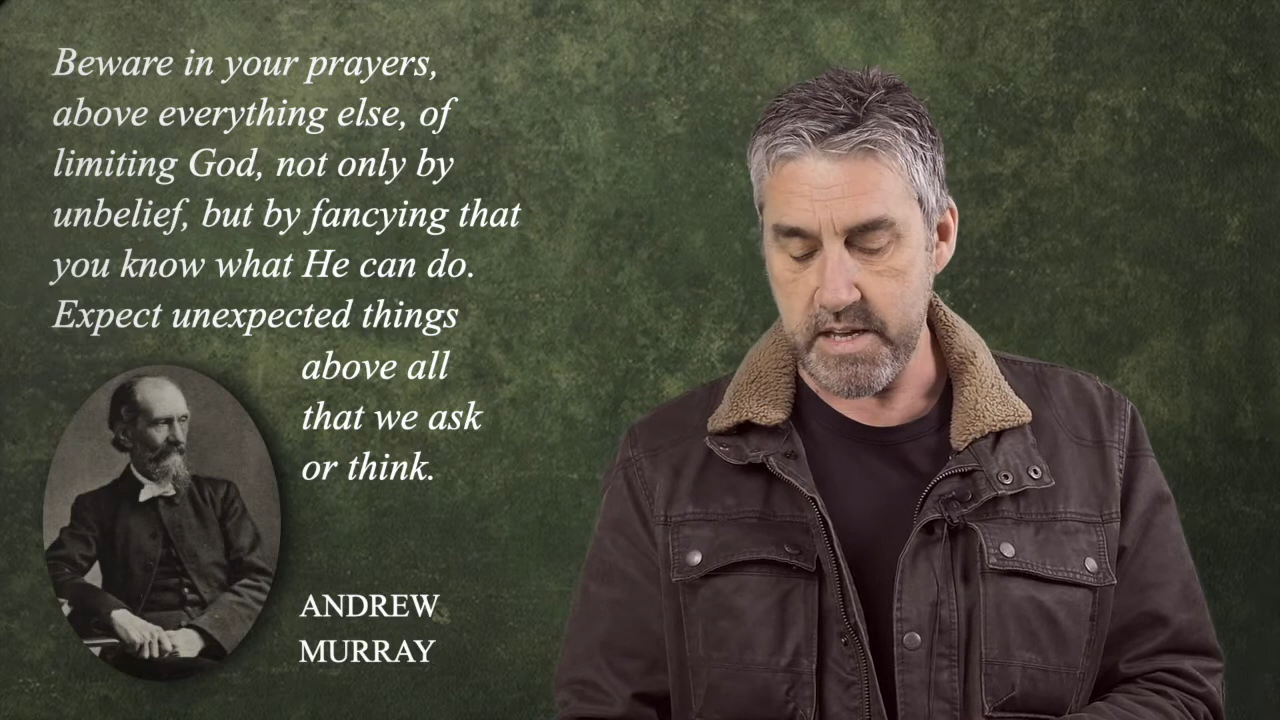 Beware in your prayers,
above everything else, of
limiting God, not only by
unbelief, but by fancying that
you know what He can do.
Expect unexpected things
above all
that we ask
or think.
ANDREW
MURRAY